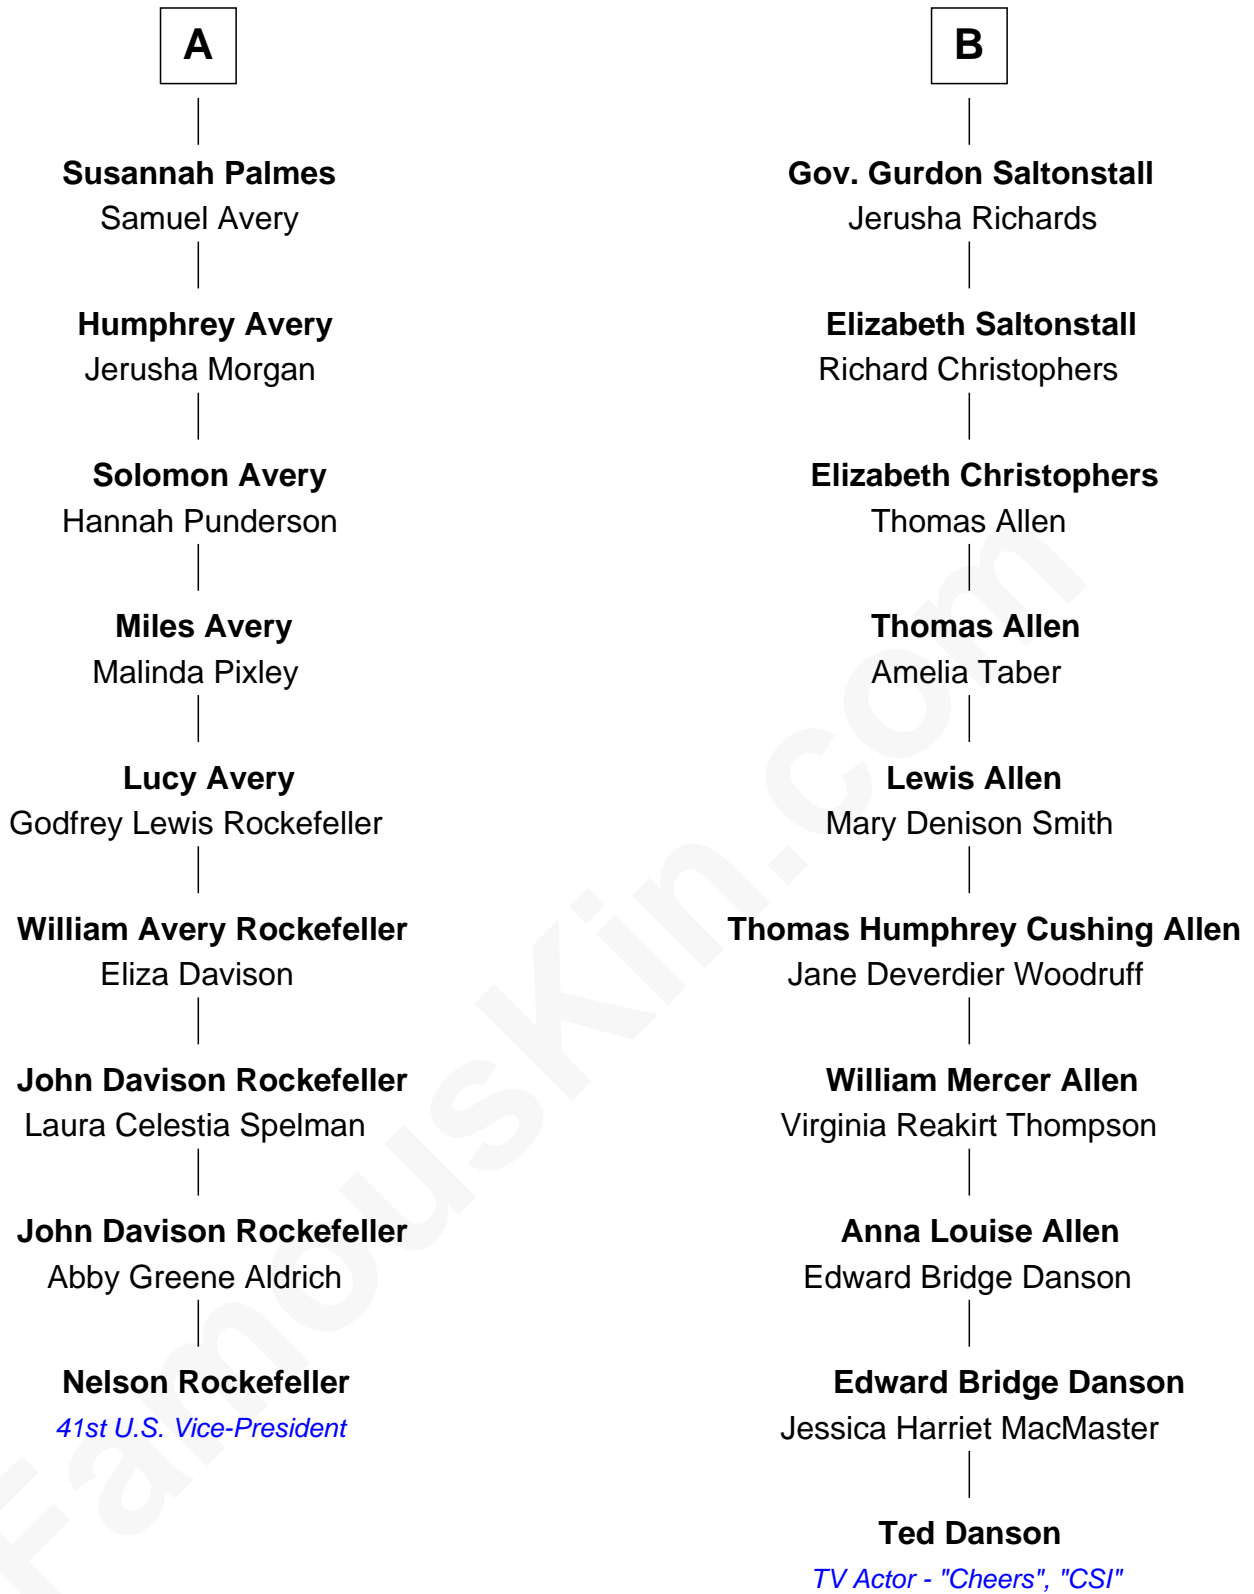 A
Susannah Palmes
Samuel Avery
Humphrey Avery
Jerusha Morgan
Solomon Avery
Hannah Punderson
Miles Avery
Malinda Pixley
Lucy Avery
Godfrey Lewis Rockefeller
William Avery Rockefeller
Eliza Davison
John Davison Rockefeller
Laura Celestia Spelman
John Davison Rockefeller
Abby Greene Aldrich
Nelson Rockefeller
41st U.S. Vice-President
B
Gov. Gurdon Saltonstall
Jerusha Richards
Elizabeth Saltonstall
Richard Christophers
Elizabeth Christophers
Thomas Allen
Thomas Allen
Amelia Taber
Lewis Allen
Mary Denison Smith
Thomas Humphrey Cushing Allen
Jane Deverdier Woodruff
William Mercer Allen
Virginia Reakirt Thompson
Anna Louise Allen
Edward Bridge Danson
Edward Bridge Danson
Jessica Harriet MacMaster
Ted Danson
TV Actor - "Cheers", "CSI"
FamousKin.com